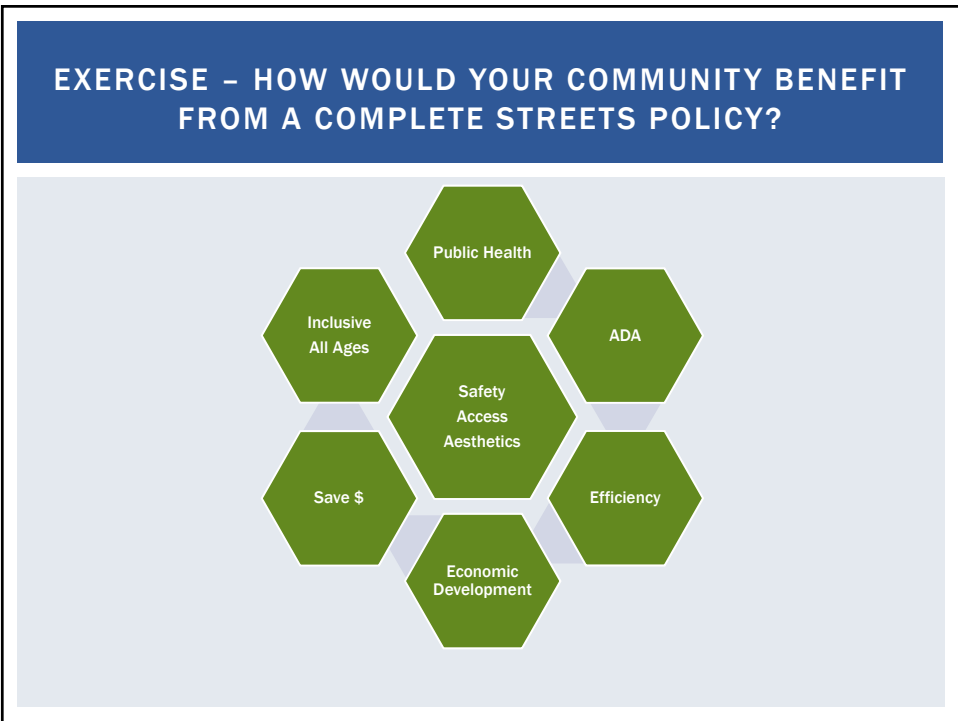 EXERCISE – HOW WOULD YOUR COMMUNITY BENEFIT
FROM A COMPLETE STREETS POLICY?
Public Health
ADA
Efficiency
Economic
Development
Save $
Inclusive
All Ages
Safety
Access
Aesthetics